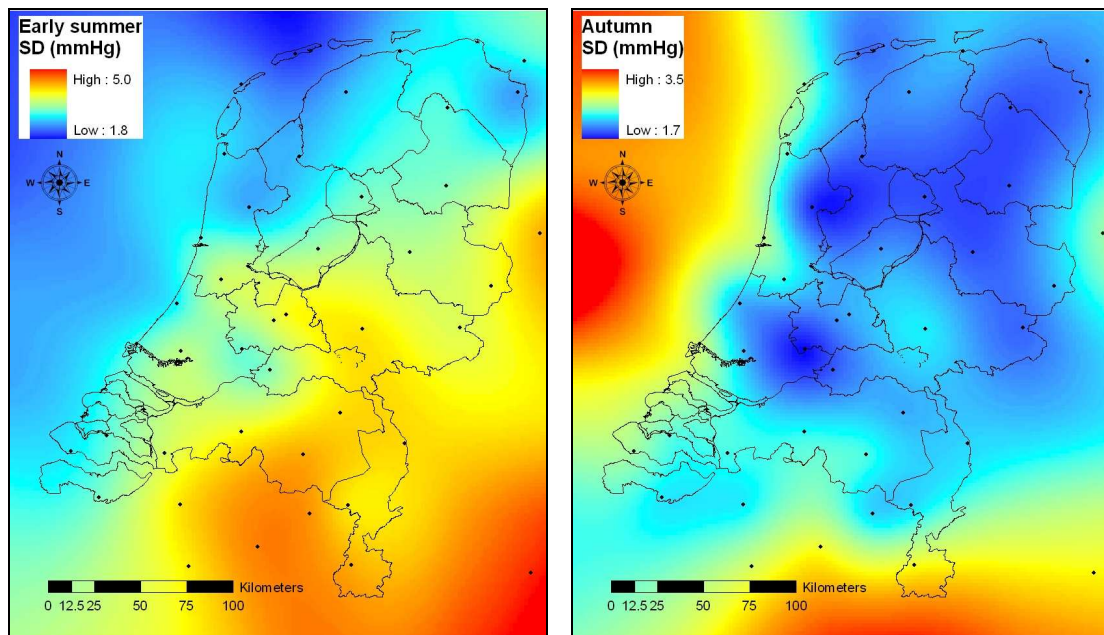 Early summer
SD (mmHg)
High : 5.0
Low : 1.8
N
W E
S
Kilometers
0 12.5 25 50 75 100
Autumn
SD (mmHg)
High : 3.5
Low : 1.7
N
W E
S
Kilometers
0 12.5 25 50 75 100